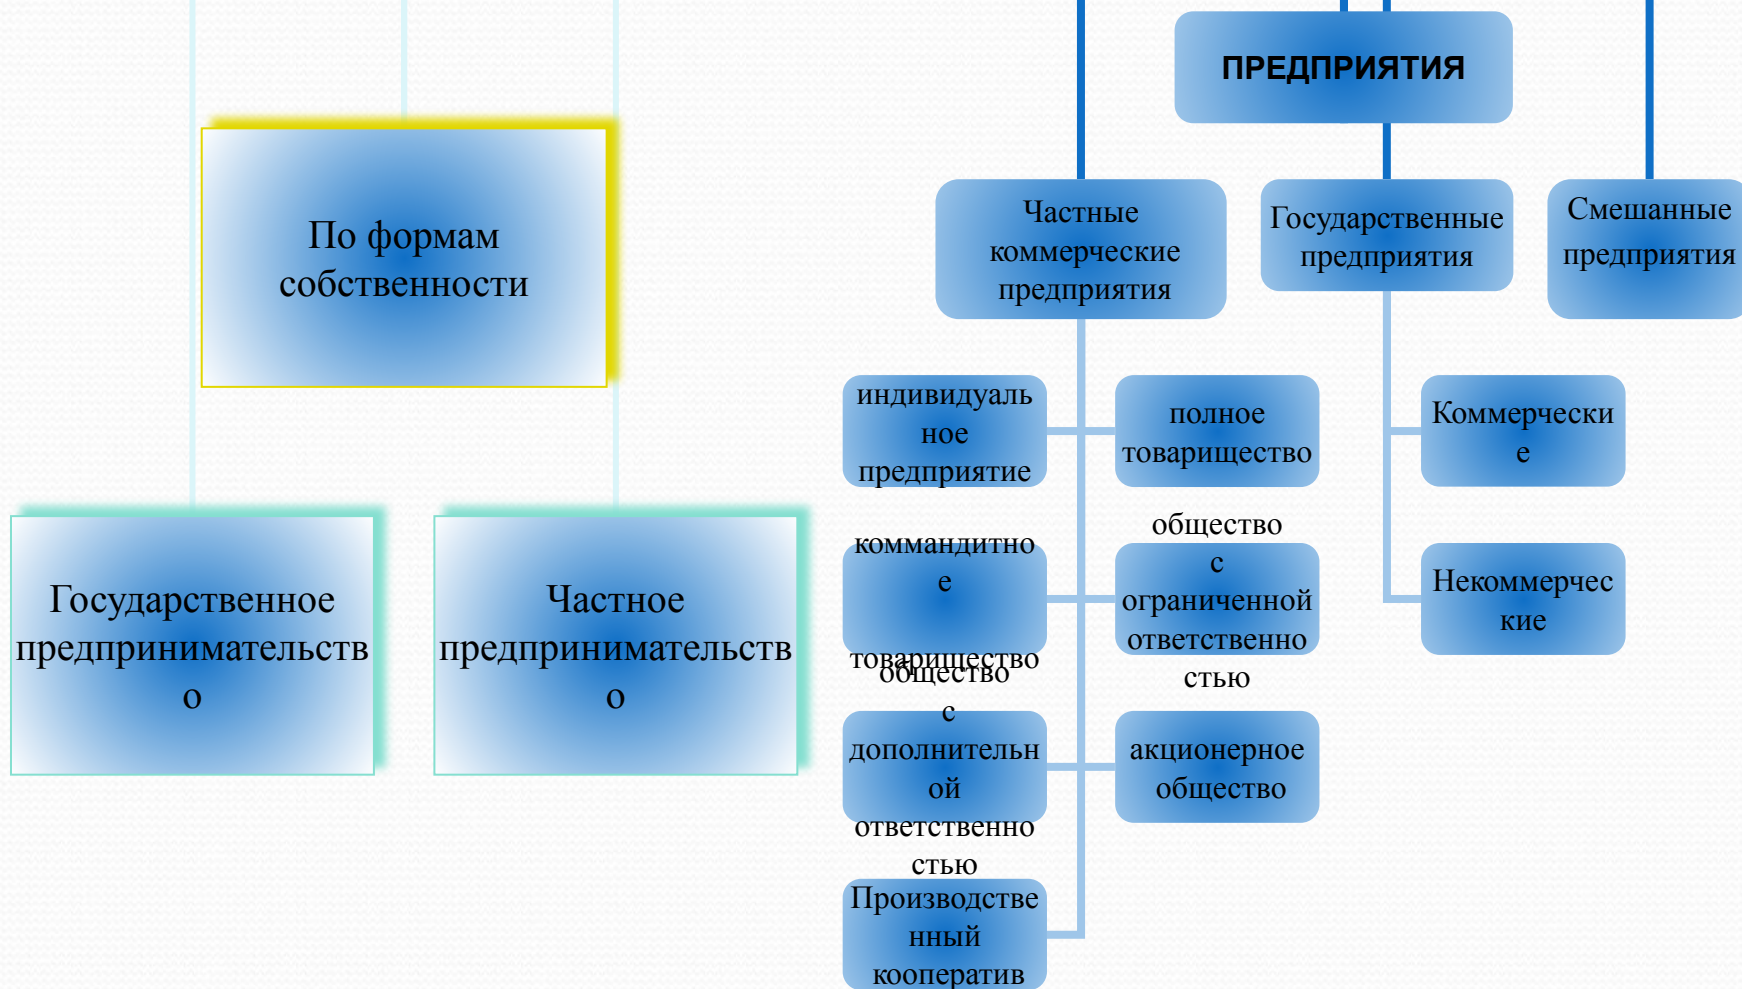 По формам
собственности
Государственное
предпринимательств
о
Частное
предпринимательств
о
ПРЕДПРИЯТИЯ
Частные
коммерческие
предприятия
Государственные
предприятия
Смешанные
предприятия
индивидуаль
ное
предприятие
полное
товарищество
коммандитно
е
товарищество
общество
с
ограниченной
ответственно
стью
общество
с
дополнительн
ой
ответственно
стью
акционерное
общество
Производстве
нный
кооператив
Коммерчески
е
Некоммерчес
кие